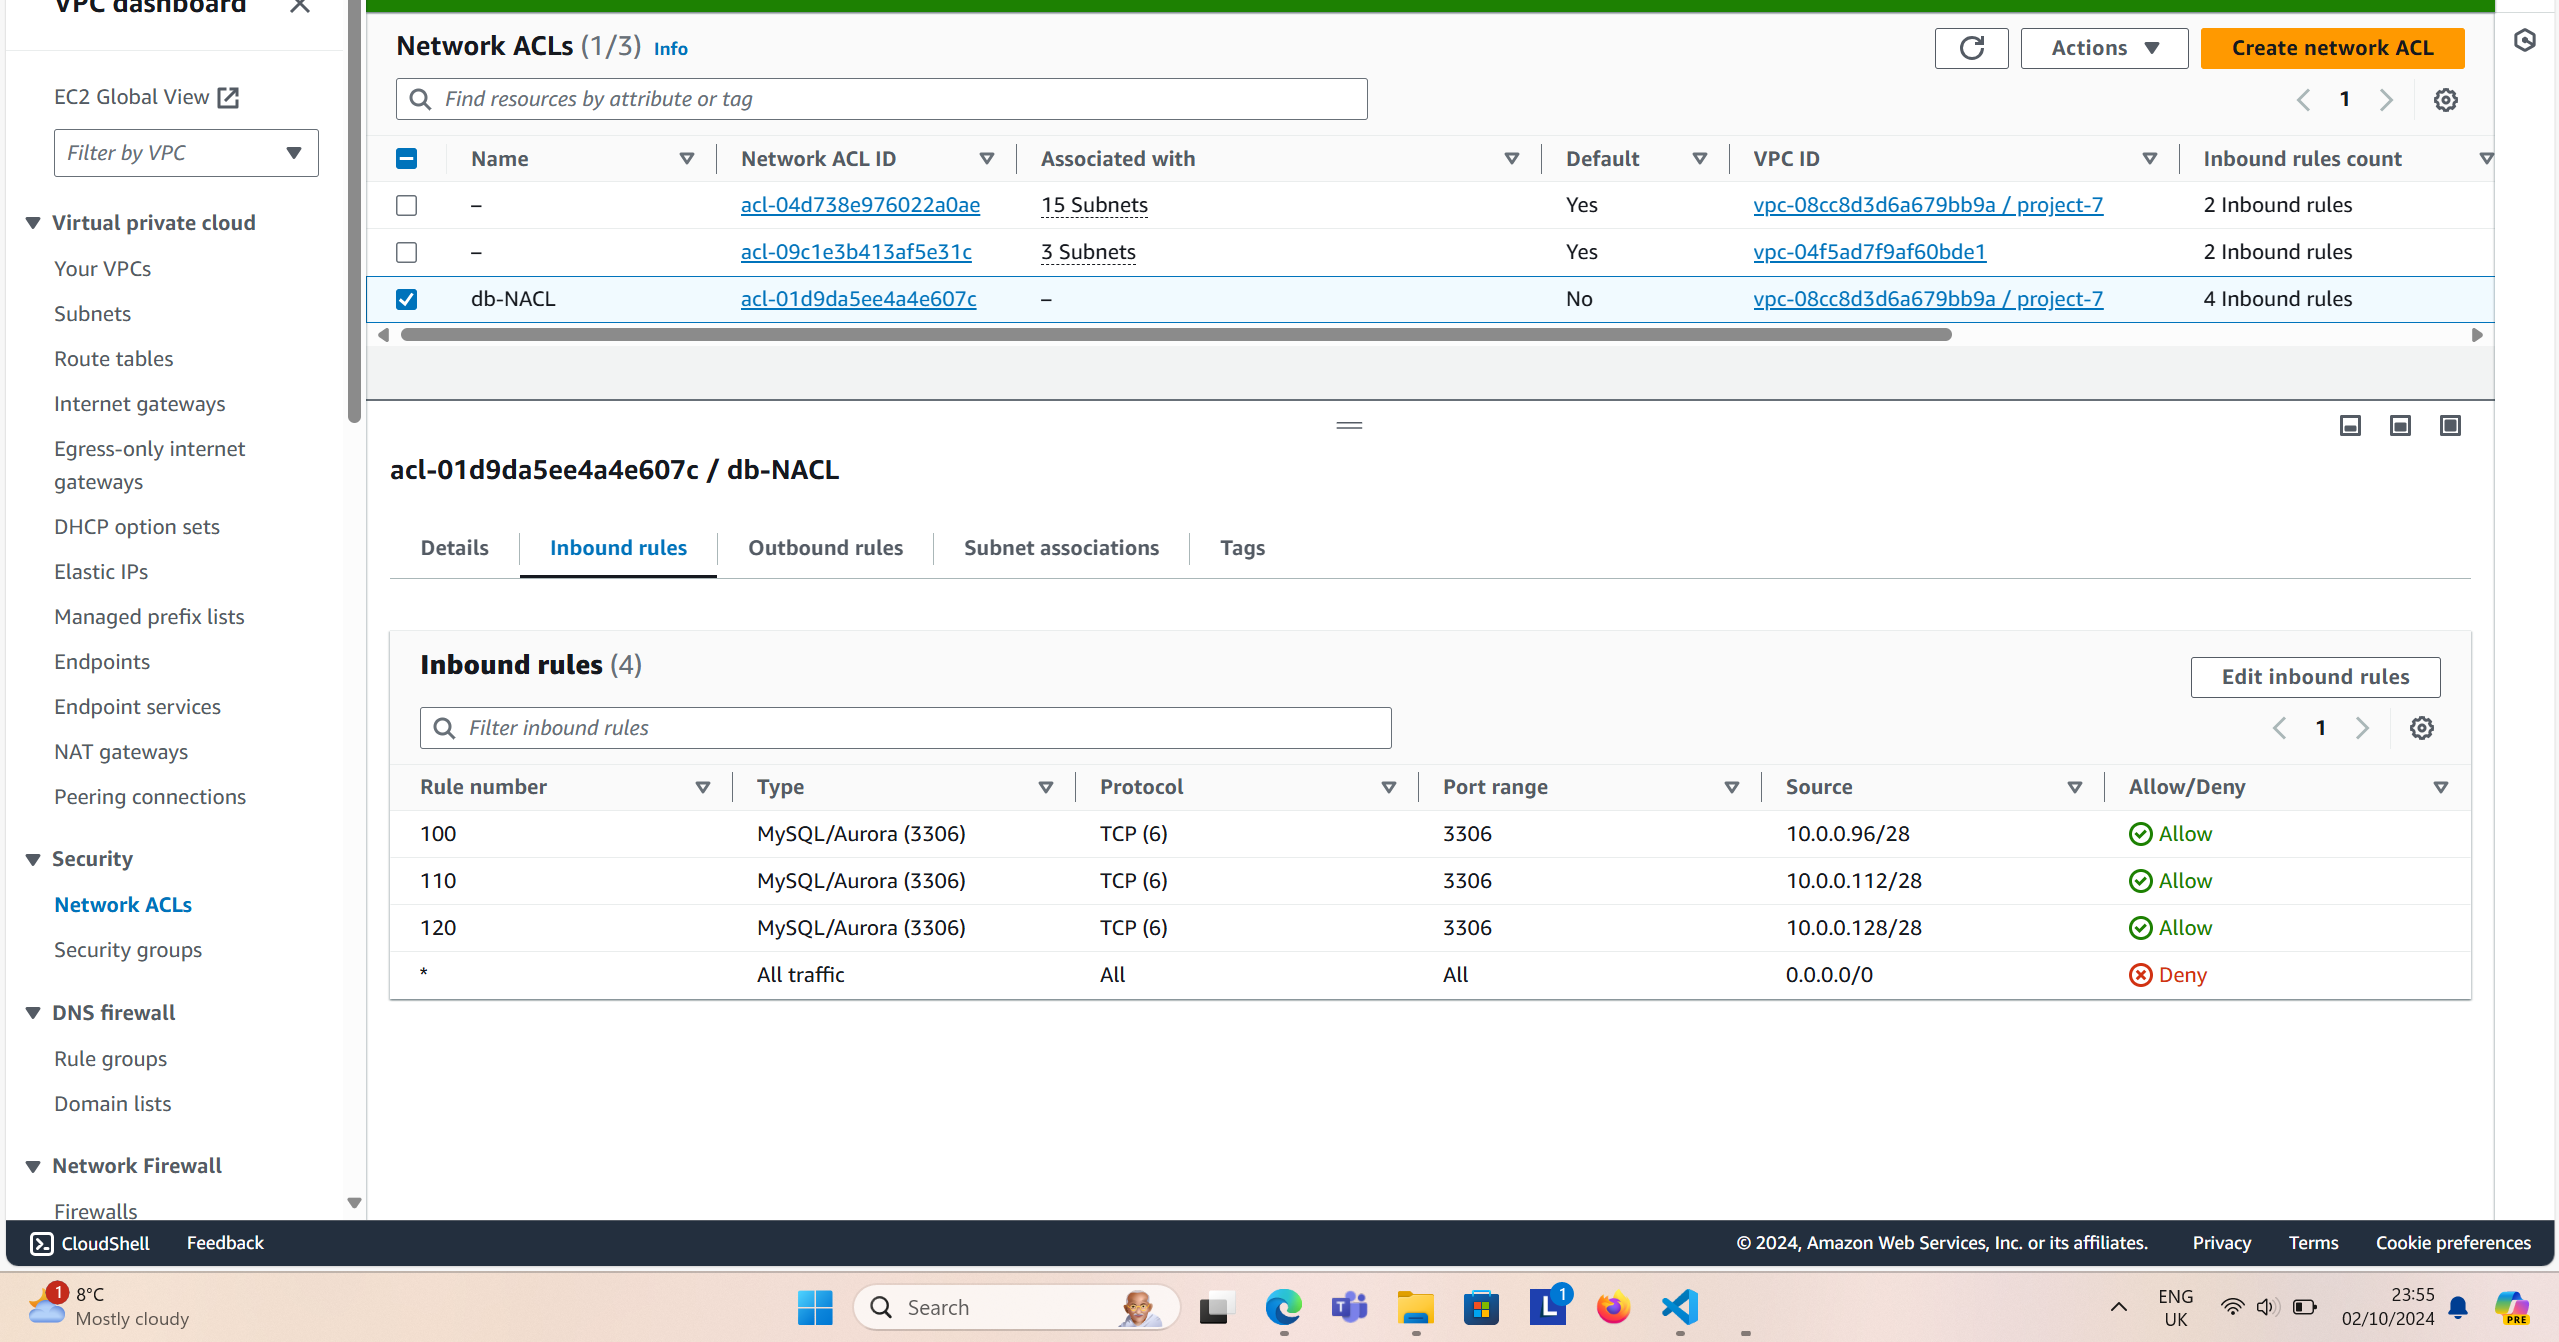 VPC dashboard
EC2 Global View
Filter by VPC
Virtual private cloud
Your VPCs
Subnets
Route tables
Internet gateways
Egress-only internet
gateways
DHCP option sets
Elastic IPs
Managed prefix lists
Endpoints
Endpoint services
NAT gateways
Peering connections
Security
Network ACLs
Security groups
DNS firewall
Rule groups
Domain lists
Network Firewall
Firewalls
Network ACLs (1/3) Info
Actions
Create network ACL
Find resources by attribute or tag
1
Name Network ACL ID Associated with Default VPC ID Inbound rules count
– acl-04d738e976022a0ae 15 Subnets Yes vpc-08cc8d3d6a679bb9a / project-7 2 Inbound rules
– acl-09c1e3b413af5e31c 3 Subnets Yes vpc-04f5ad7f9af60bde1 2 Inbound rules
db-NACL acl-01d9da5ee4a4e607c – No vpc-08cc8d3d6a679bb9a / project-7 4 Inbound rules
acl-01d9da5ee4a4e607c / db-NACL
Details Inbound rules Outbound rules Subnet associations Tags
Inbound rules (4)
Edit inbound rules
Filter inbound rules
1
Rule number Type Protocol Port range Source Allow/Deny
100 MySQL/Aurora (3306) TCP (6) 3306 10.0.0.96/28 Allow
110 MySQL/Aurora (3306) TCP (6) 3306 10.0.0.112/28 Allow
120 MySQL/Aurora (3306) TCP (6) 3306 10.0.0.128/28 Allow
* All traffic All All 0.0.0.0/0 Deny
CloudShell Feedback © 2024, Amazon Web Services, Inc. or its affiliates. Privacy Terms Cookie preferences
1
8°C
Mostly cloudy
Search
T
L
1
ENG
UK
23:55
02/10/2024
PRE